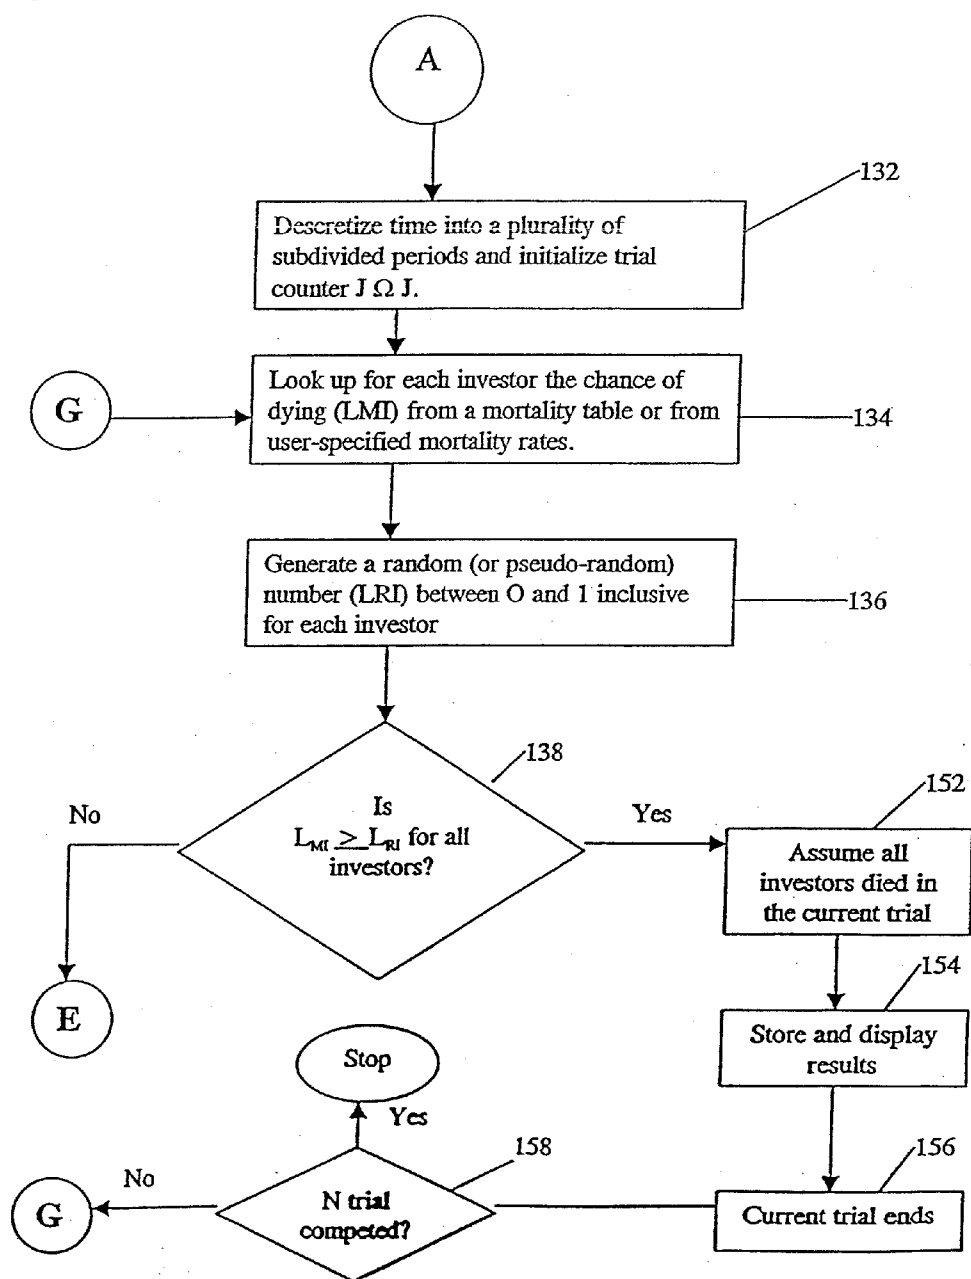 A
132
Descretize time into a plurality of
subdivided periods and initialize trial
counter J Ω J.
G
Look up for each investor the chance of
dying (LMI) from a mortality table or from
user-specified mortality rates.
134
Generate a random (or pseudo-random)
number (LRI) between O and 1 inclusive
for each investor
136
138
No
Is
L_MI ≥ L_RI for all
investors?
Yes
152
Assume all
investors died in
the current trial
154
E
Store and display
results
Stop
Yes
158
156
No
G
N trial
competed?
Current trial ends